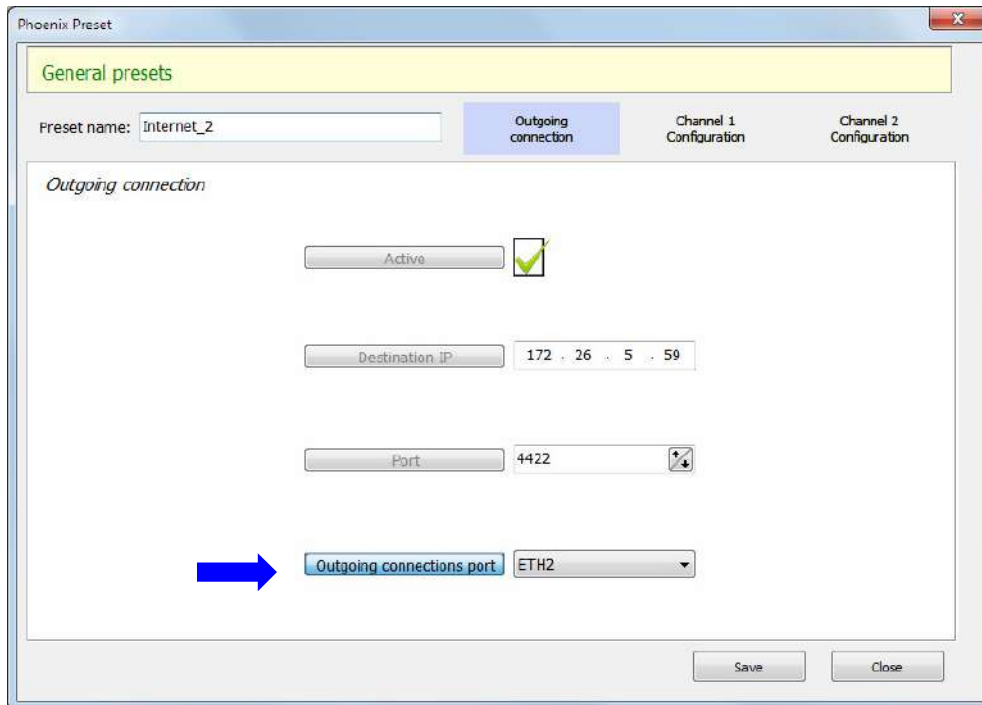 Phoenix Preset
General presets
Preset name: Internet_2
Outgoing
connection
Channel 1
Configuration
Channel 2
Configuration
Outgoing connection
Active
Destination IP 172 . 26 . 5 . 59
Port 4422
Outgoing connections port ETH2
Save Close